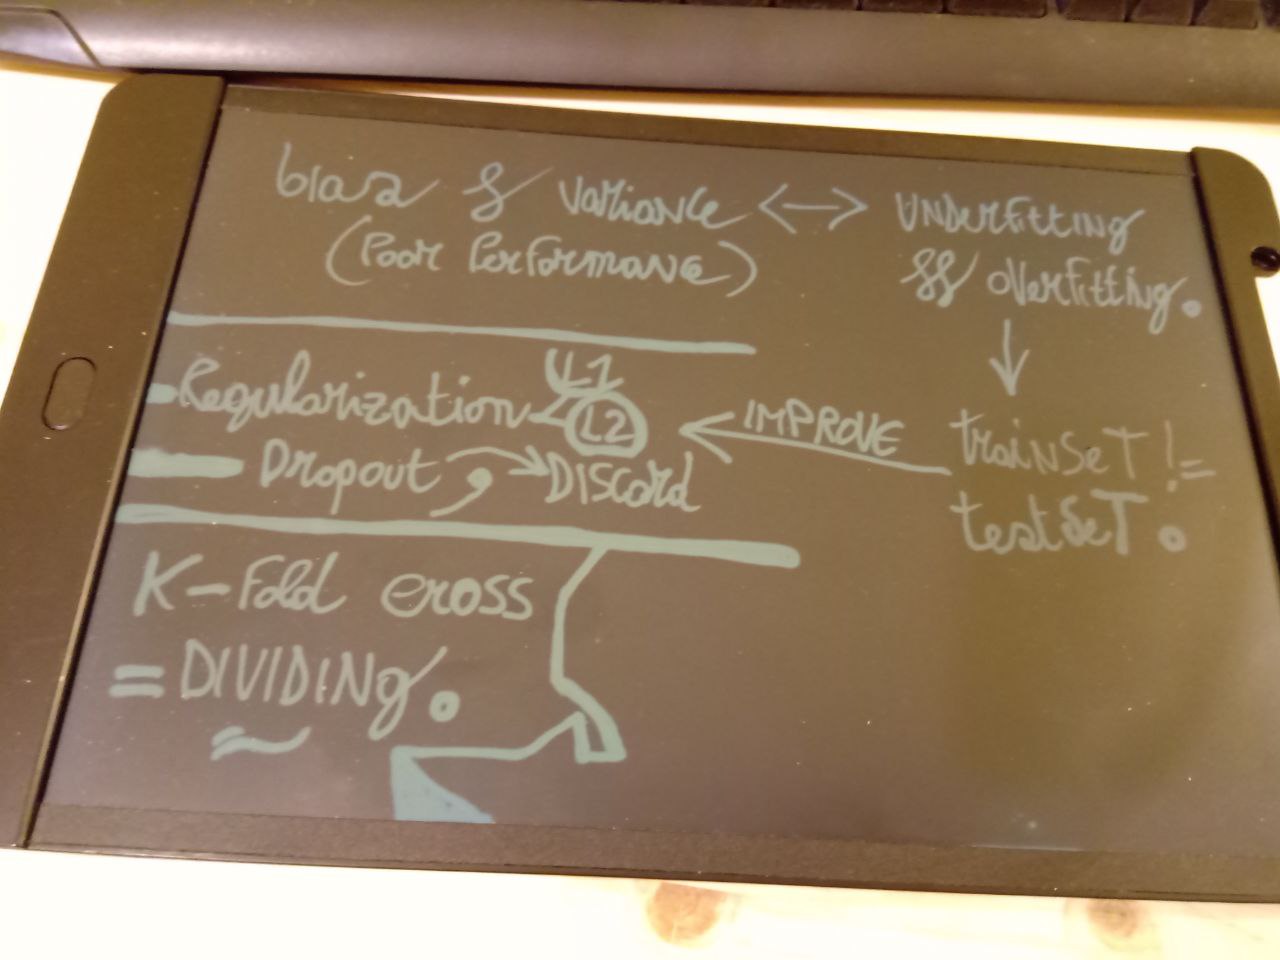 bias & variance <-> UNDerfitting
(Poor Performance) && overfitting.
↓
Regularization L1
L2 <- IMPROVE trainSeT !=
Dropout , -> DISCard testSeT.
K-Fold cross
= DIVIDINg.